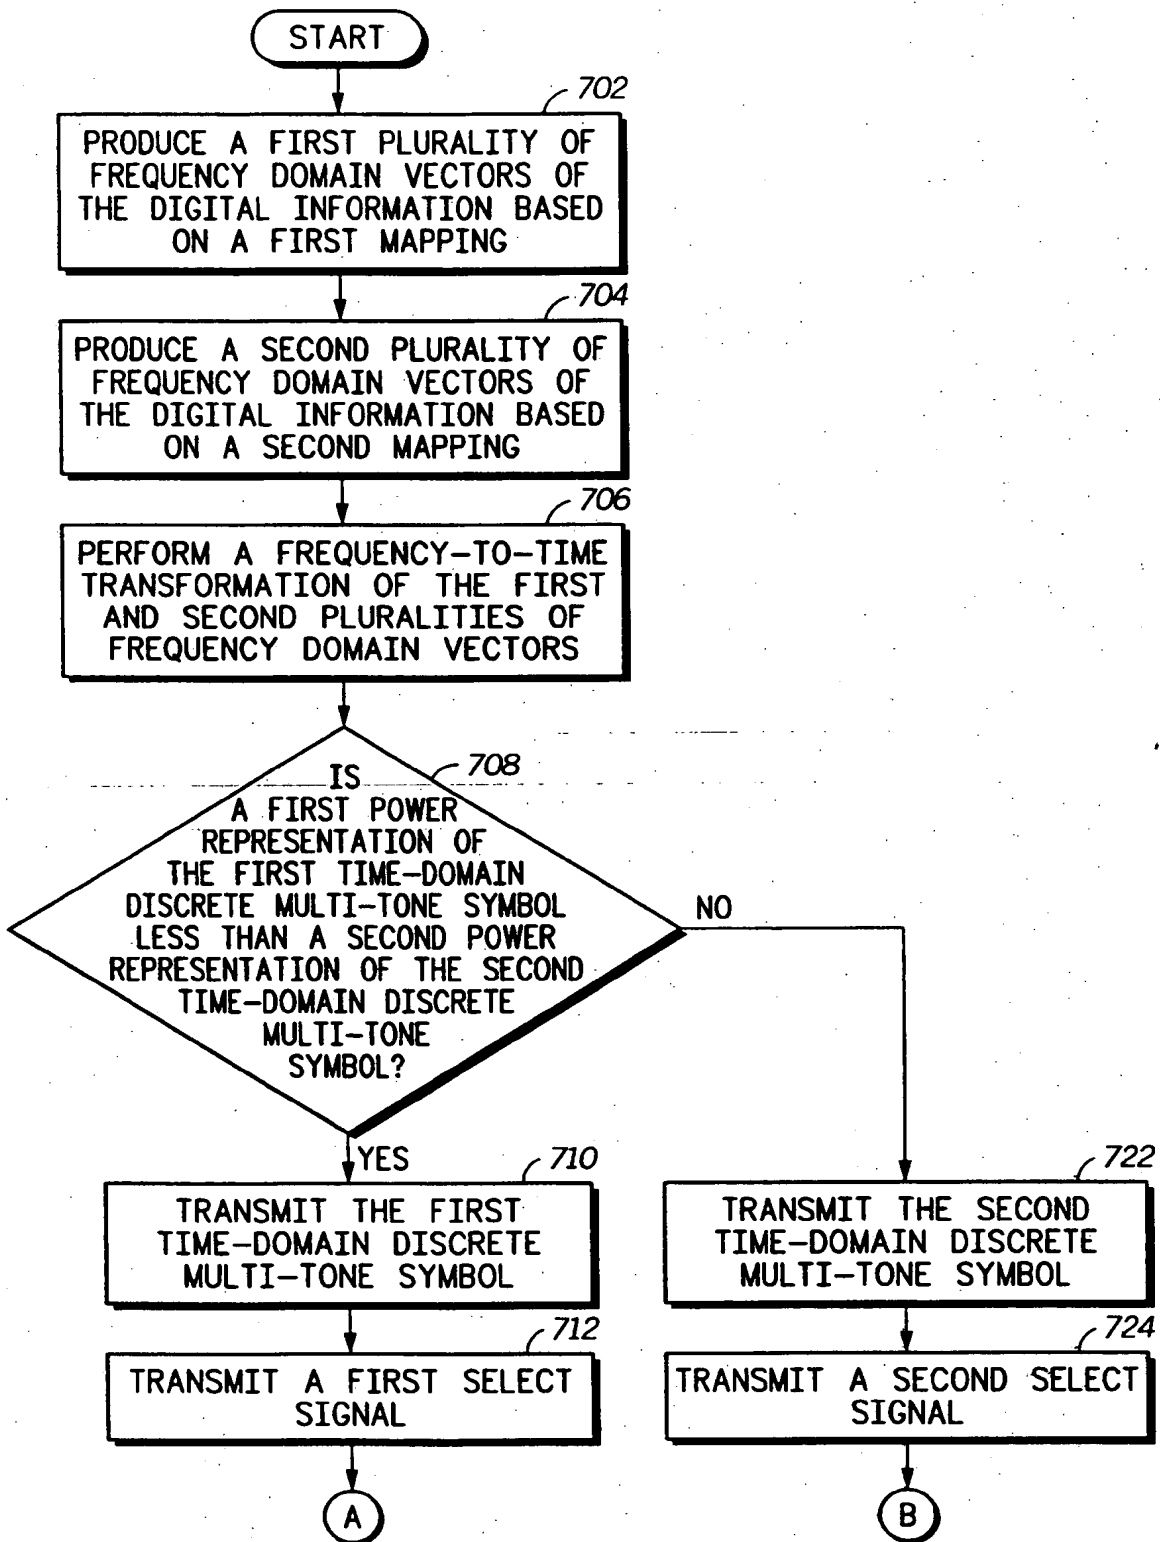 START
702
PRODUCE A FIRST PLURALITY OF
FREQUENCY DOMAIN VECTORS OF
THE DIGITAL INFORMATION BASED
ON A FIRST MAPPING
704
PRODUCE A SECOND PLURALITY OF
FREQUENCY DOMAIN VECTORS OF
THE DIGITAL INFORMATION BASED
ON A SECOND MAPPING
706
PERFORM A FREQUENCY-TO-TIME
TRANSFORMATION OF THE FIRST
AND SECOND PLURALITIES OF
FREQUENCY DOMAIN VECTORS
708
IS
A FIRST POWER
REPRESENTATION OF
THE FIRST TIME-DOMAIN
DISCRETE MULTI-TONE SYMBOL
LESS THAN A SECOND POWER
REPRESENTATION OF THE SECOND
TIME-DOMAIN DISCRETE
MULTI-TONE
SYMBOL?
NO
YES
710
TRANSMIT THE FIRST
TIME-DOMAIN DISCRETE
MULTI-TONE SYMBOL
712
TRANSMIT A FIRST SELECT
SIGNAL
A
722
TRANSMIT THE SECOND
TIME-DOMAIN DISCRETE
MULTI-TONE SYMBOL
724
TRANSMIT A SECOND SELECT
SIGNAL
B